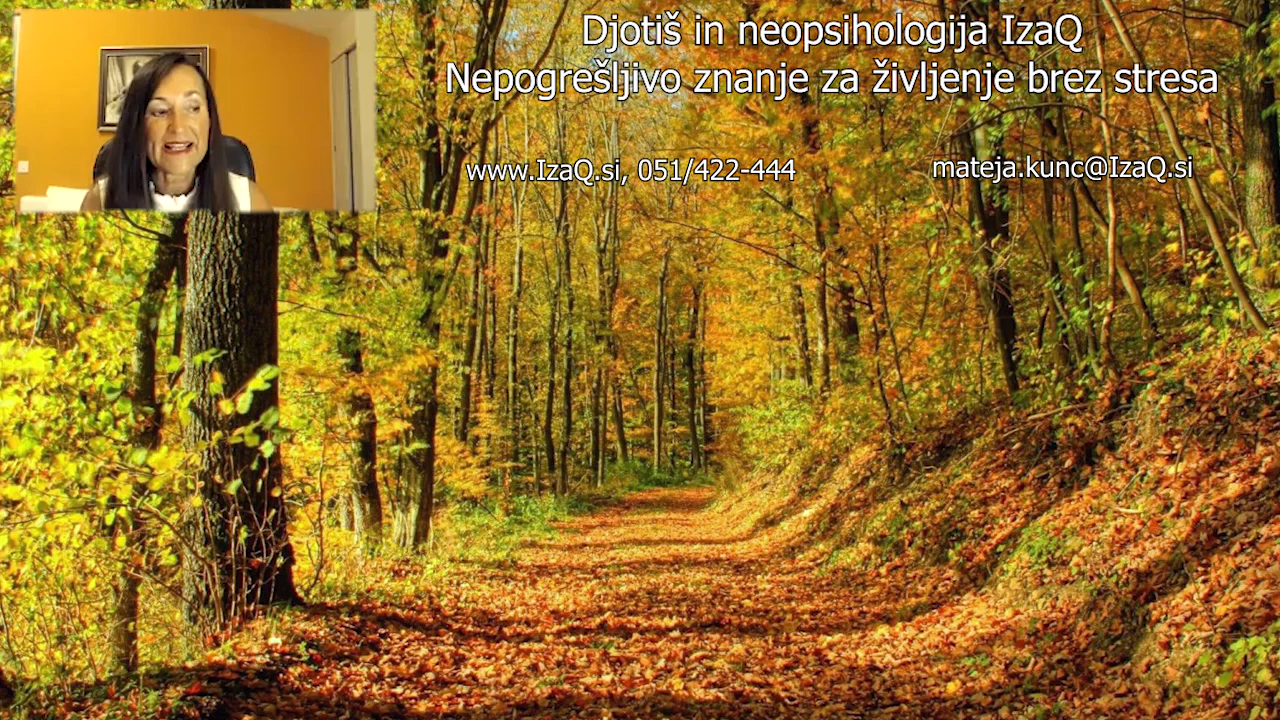 Djotiš in neopsihologija IzaQ
Nepogrešljivo znanje za življenje brez stresa
www.IzaQ.si, 051/422-444
mateja.kunc@IzaQ.si